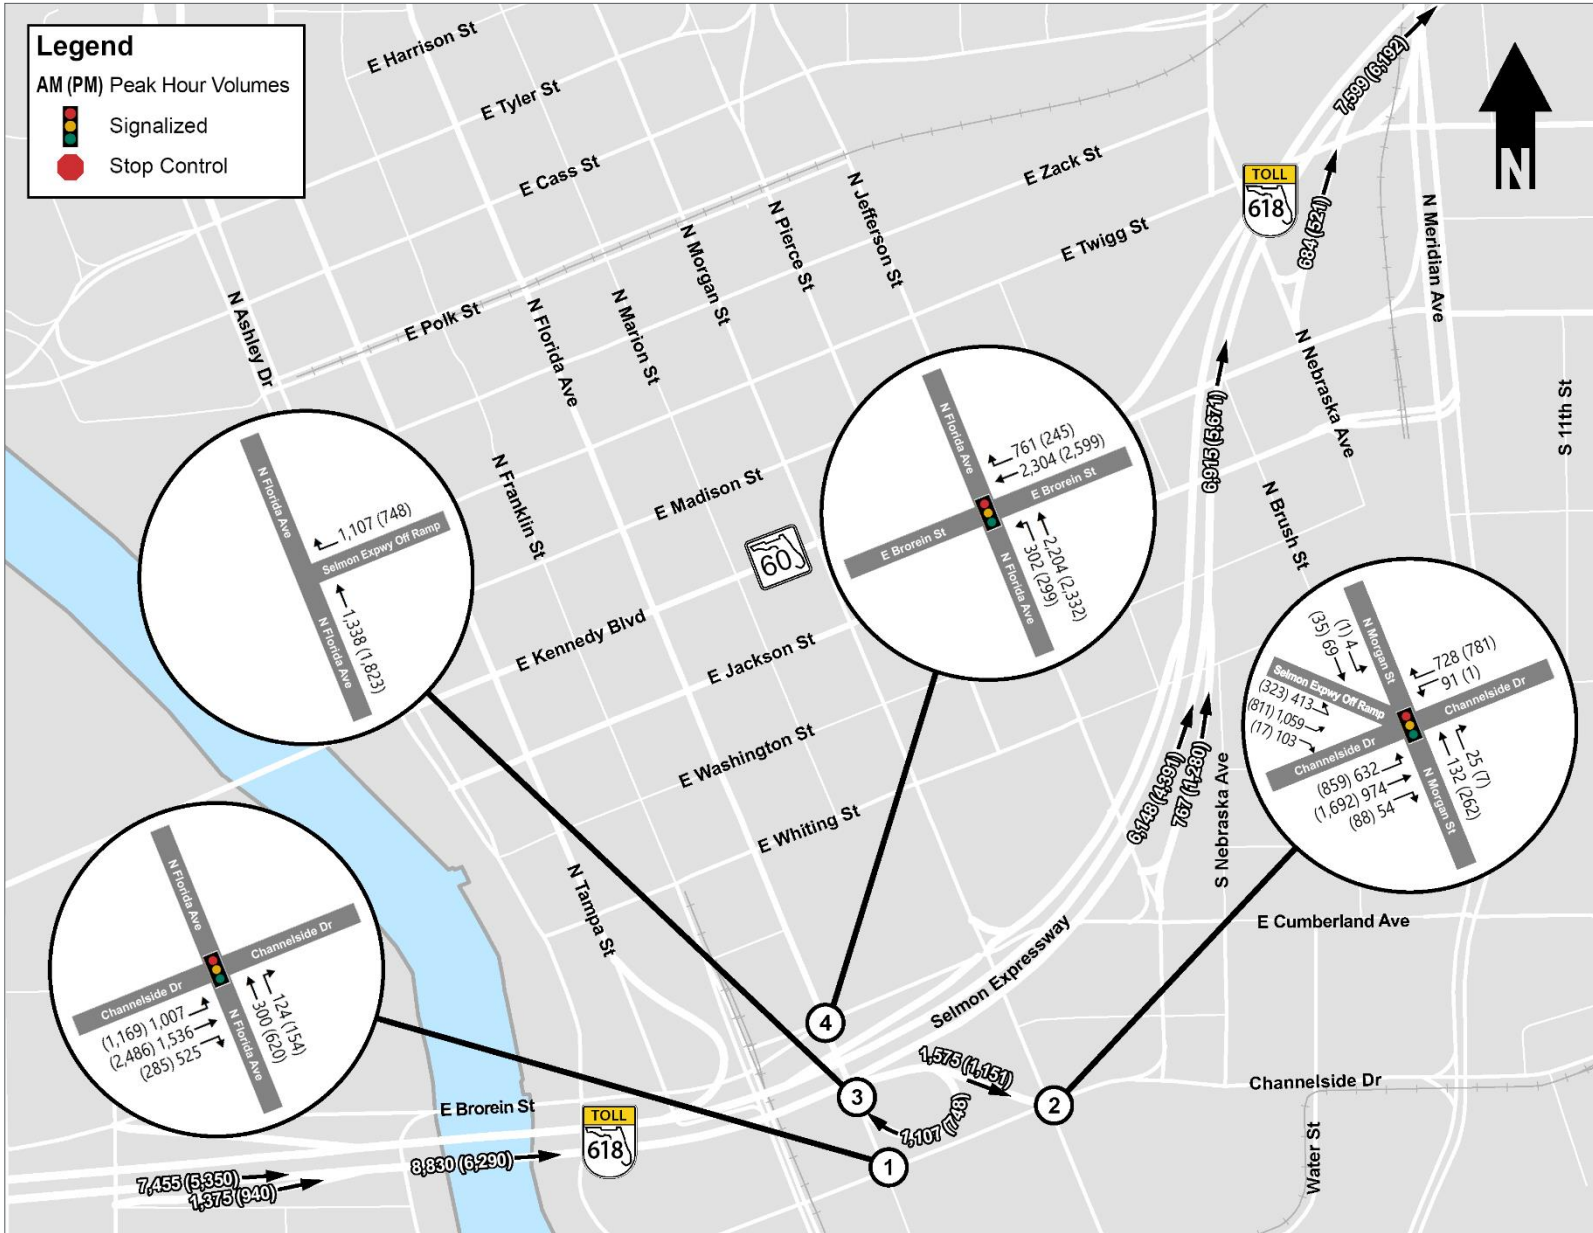 Legend
AM (PM) Peak Hour Volumes
Signalized
Stop Control
E Harrison St
E Tyler St
E Cass St
E Polk St
E Zack St
E Twigg St
N Ashley Dr
N Florida Ave
N Marion St
N Morgan St
N Pierce St
N Jefferson St
N Franklin St
E Madison St
E Kennedy Blvd
E Jackson St
E Washington St
E Whiting St
N Tampa St
60
N
TOLL
618
7,599 (6,192)
684 (521)
N Meridian Ave
N Nebraska Ave
S 11th St
6,915 (5,671)
N Brush St
S Nebraska Ave
6,148 (4,391)
767 (1,280)
E Cumberland Ave
Selmon Expressway
Channelside Dr
Water St
E Brorein St
TOLL
618
7,455 (5,350)
1,375 (940)
8,830 (6,290)
1,575 (1,151)
1,107 (748)
1
2
3
4
N Florida Ave
1,107 (748)
Selmon Expwy Off Ramp
1,338 (1,823)
N Florida Ave
N Florida Ave
761 (245)
2,304 (2,599)
E Brorein St
E Brorein St
2,204 (2,332)
302 (299)
N Florida Ave
N Florida Ave
Channelside Dr
Channelside Dr
(1,169) 1,007
(2,486) 1,536
(285) 525
124 (154)
300 (620)
N Florida Ave
N Morgan St
(1) 4
(35) 69
728 (781)
91 (1)
Selmon Expwy Off Ramp
Channelside Dr
(323) 413
(811) 1,059
(17) 103
Channelside Dr
(859) 632
(1,692) 974
(88) 54
25 (7)
132 (262)
N Morgan St